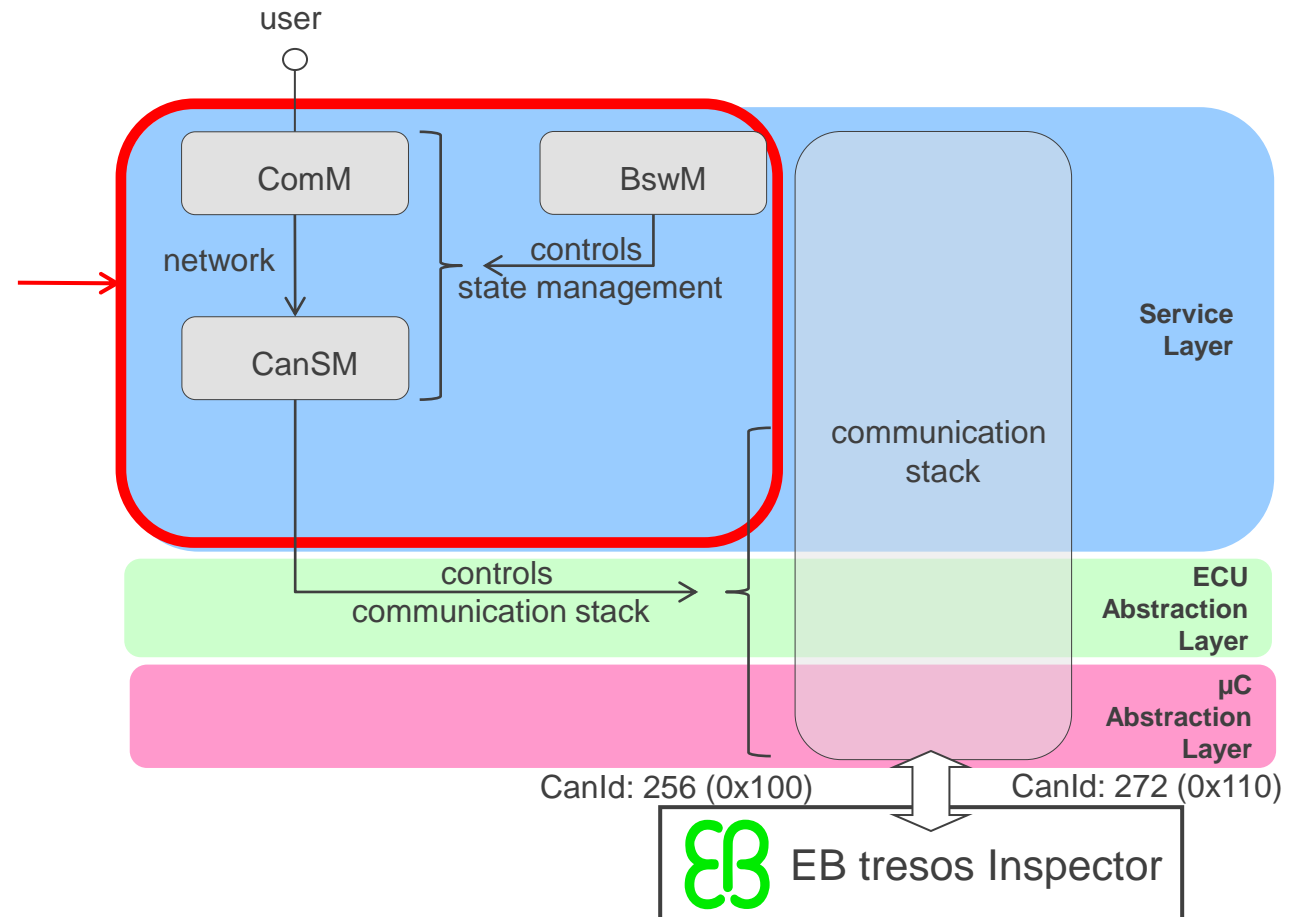 user
ComM
BswM
network
controls
state management
Service
Layer
CanSM
communication
stack
controls
communication stack
ECU
Abstraction
Layer
µC
Abstraction
Layer
CanId: 256 (0x100)
CanId: 272 (0x110)
EB tresos Inspector